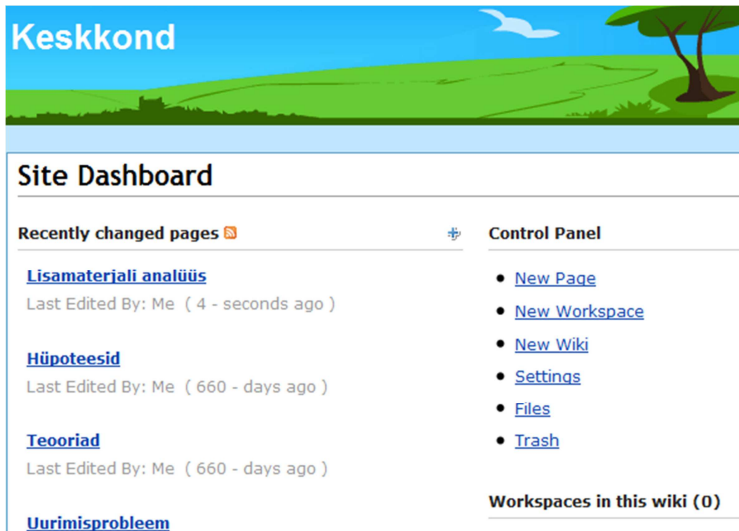 Keskkond
Site Dashboard
Recently changed pages
Lisamaterjali analüüs
Last Edited By: Me ( 4 - seconds ago )
Hüpoteesid
Last Edited By: Me ( 660 - days ago )
Teooriad
Last Edited By: Me ( 660 - days ago )
Uurimisprobleem
Control Panel
New Page
New Workspace
New Wiki
Settings
Files
Trash
Workspaces in this wiki (0)